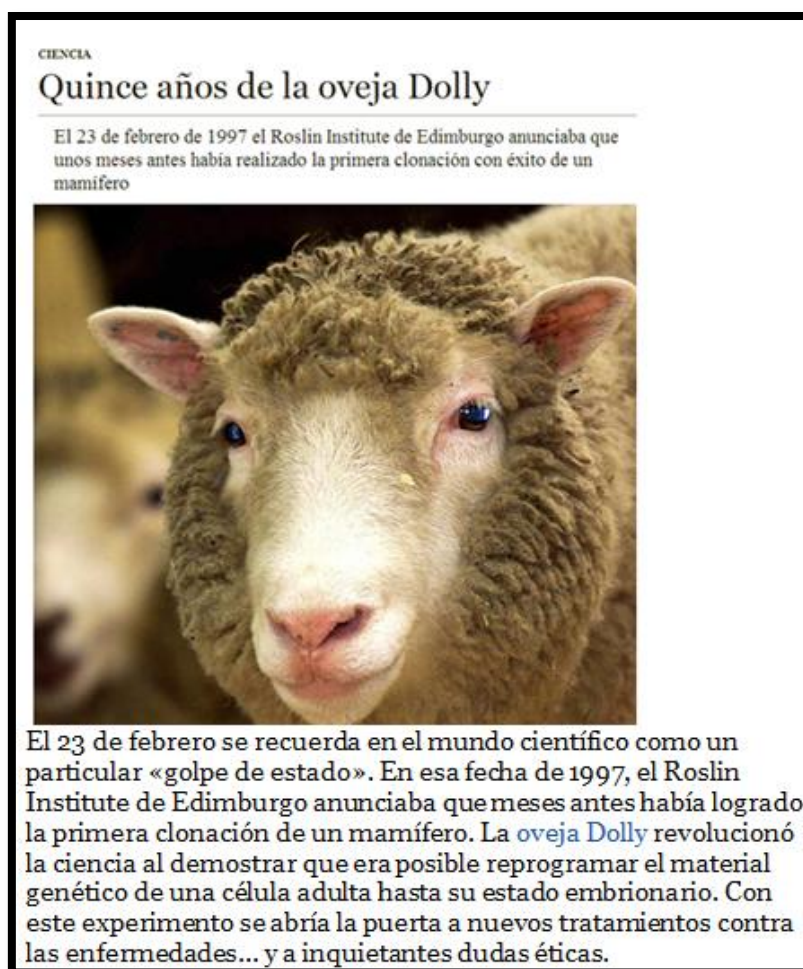 CIENCIA
Quince años de la oveja Dolly
El 23 de febrero de 1997 el Roslin Institute de Edimburgo anunciaba que
unos meses antes había realizado la primera clonación con éxito de un
mamífero
El 23 de febrero se recuerda en el mundo científico como un
particular «golpe de estado». En esa fecha de 1997, el Roslin
Institute de Edimburgo anunciaba que meses antes había logrado
la primera clonación de un mamífero. La oveja Dolly revolucionó
la ciencia al demostrar que era posible reprogramar el material
genético de una célula adulta hasta su estado embrionario. Con
este experimento se abría la puerta a nuevos tratamientos contra
las enfermedades... y a inquietantes dudas éticas.